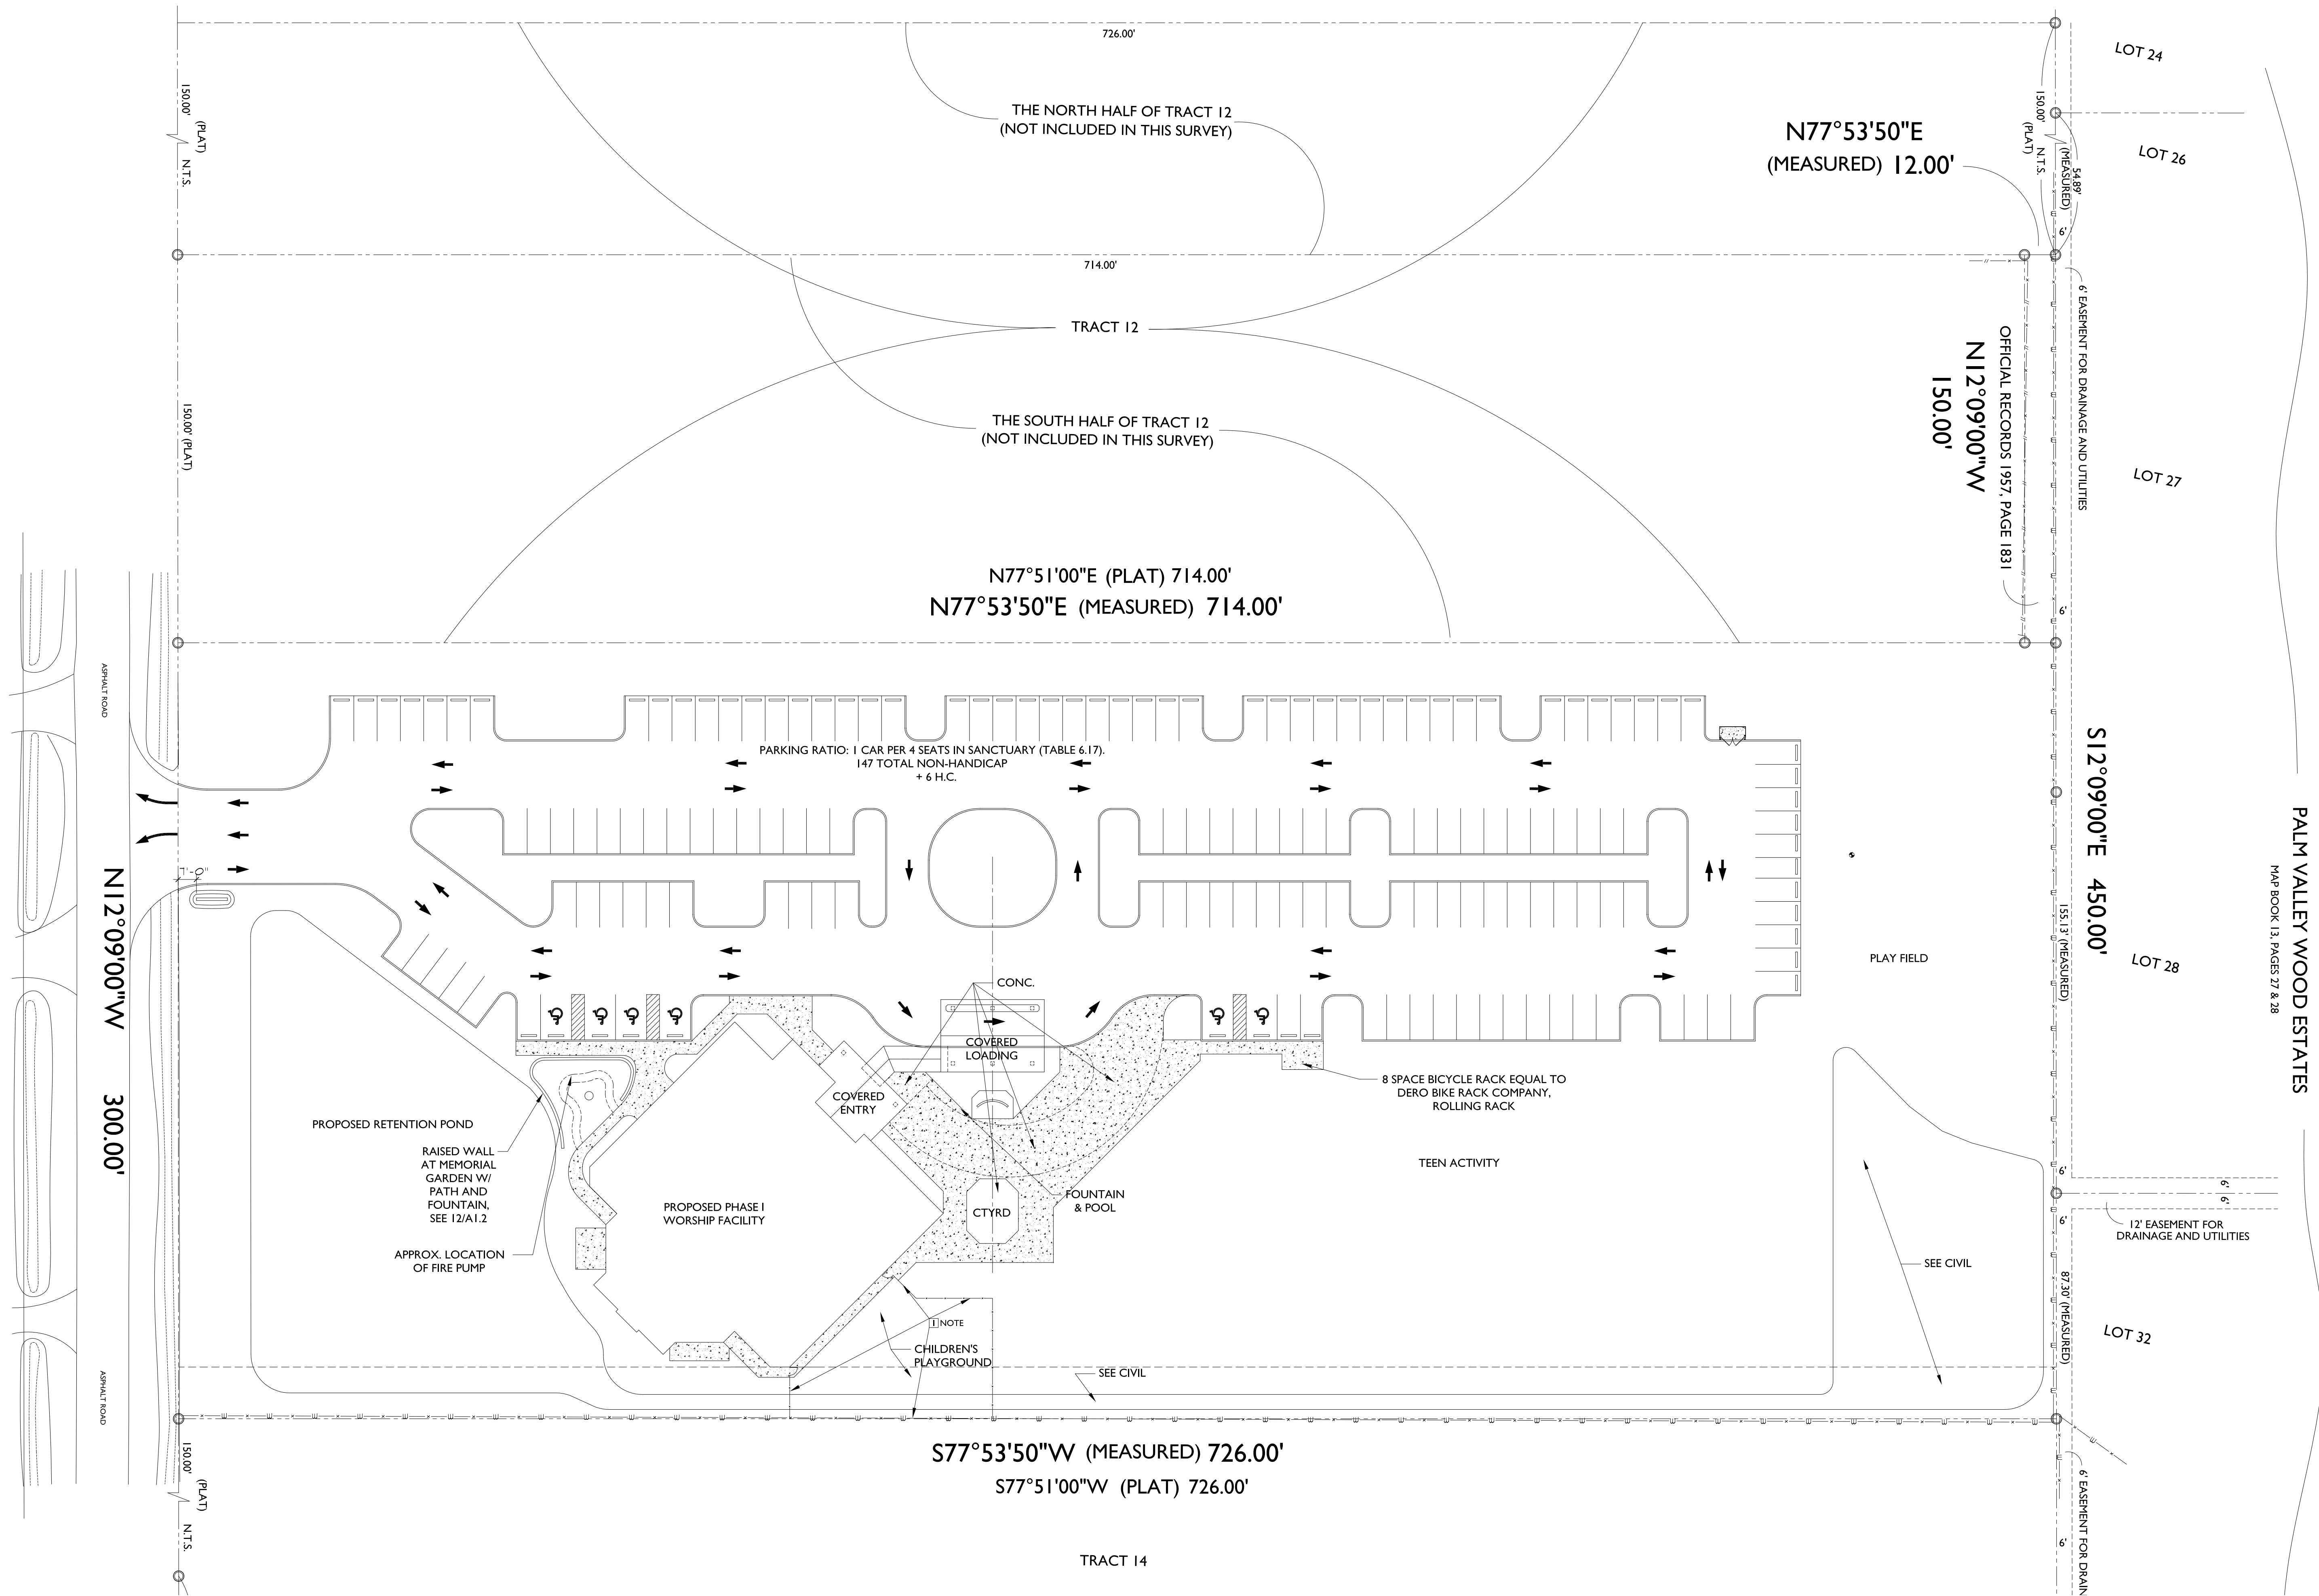 726.00'
LOT 24
150.00'
(PLAT)
N.T.S.
THE NORTH HALF OF TRACT 12
(NOT INCLUDED IN THIS SURVEY)
N77°53'50"E
(MEASURED) 12.00'
150.00'
(PLAT)
N.T.S.
54.89'
(MEASURED)
6'
LOT 26
714.00'
TRACT 12
150.00' (PLAT)
THE SOUTH HALF OF TRACT 12
(NOT INCLUDED IN THIS SURVEY)
N12°09'00"W
150.00'
OFFICIAL RECORDS 1957, PAGE 1831
6' EASEMENT FOR DRAINAGE AND UTILITIES
LOT 27
N77°51'00"E (PLAT) 714.00'
N77°53'50"E (MEASURED) 714.00'
6'
ASPHALT ROAD
PARKING RATIO: 1 CAR PER 4 SEATS IN SANCTUARY (TABLE 6.17).
147 TOTAL NON-HANDICAP
+ 6 H.C.
S12°09'00"E 450.00'
PALM VALLEY WOOD ESTATES
MAP BOOK 13, PAGES 27 & 28
N12°09'00"W 300.00'
155.13' (MEASURED)
PLAY FIELD
LOT 28
CONC.
COVERED
LOADING
COVERED
ENTRY
8 SPACE BICYCLE RACK EQUAL TO
DERO BIKE RACK COMPANY,
ROLLING RACK
PROPOSED RETENTION POND
RAISED WALL
AT MEMORIAL
GARDEN W/
PATH AND
FOUNTAIN,
SEE 12/A1.2
TEEN ACTIVITY
6'
6'
6'
6'
FOUNTAIN
& POOL
PROPOSED PHASE I
WORSHIP FACILITY
CTYRD
12' EASEMENT FOR
DRAINAGE AND UTILITIES
APPROX. LOCATION
OF FIRE PUMP
SEE CIVIL
87.30' (MEASURED)
1 NOTE
LOT 32
CHILDREN'S
PLAYGROUND
SEE CIVIL
ASPHALT ROAD
S77°53'50"W (MEASURED) 726.00'
S77°51'00"W (PLAT) 726.00'
150.00'
(PLAT)
N.T.S.
6' EASEMENT FOR DRAIN
6'
TRACT 14